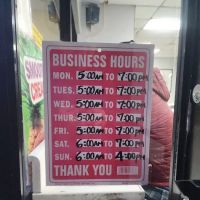 BUSINESS HOURS
MON. 5:00AM TO 7:00PM
TUES. 5:00AM TO 7:00PM
WED. 5:00AM TO 7:00PM
THUR. 5:00AM TO 7:00PM
FRI. 5:00AM TO 7:00PM
SAT. 6:00AM TO 7:00PM
SUN. 6:00AM TO 4:00PM
THANK YOU